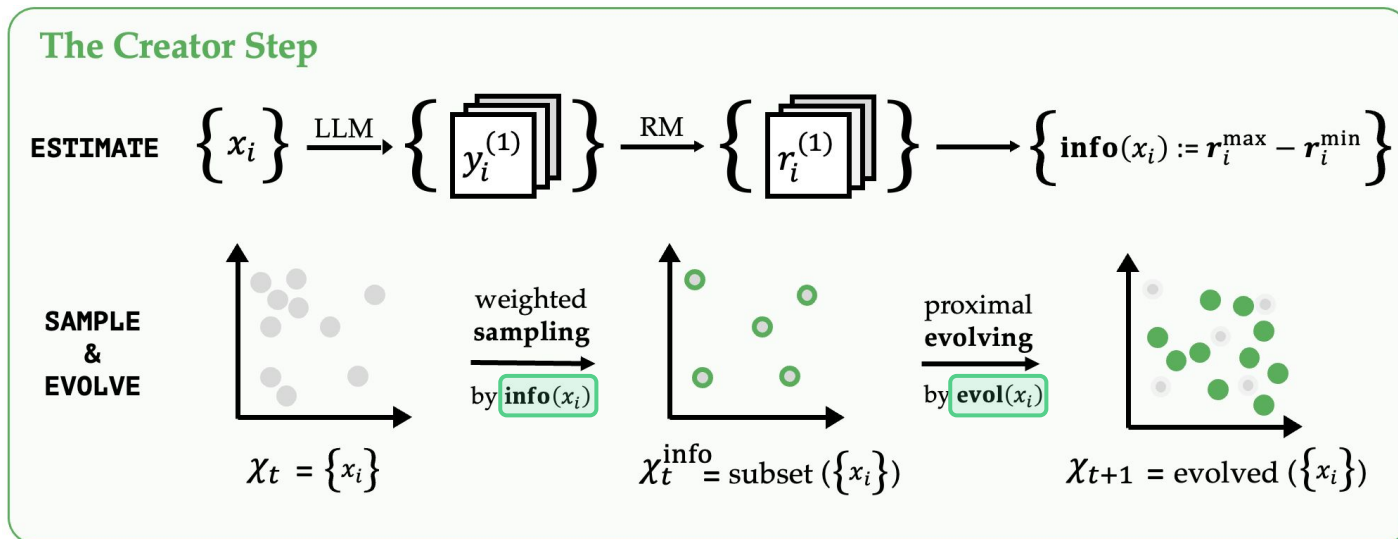 The Creator Step
ESTIMATE
{x_i}
LLM
{y_i^{(1)}}
RM
{r_i^{(1)}}
{info(x_i) := r_i^{max} − r_i^{min}}
SAMPLE
&
EVOLVE
weighted
sampling
by info(x_i)
proximal
evolving
by evol(x_i)
χ_t = {x_i}
χ_t^{info} = subset ({x_i})
χ_{t+1} = evolved ({x_i})